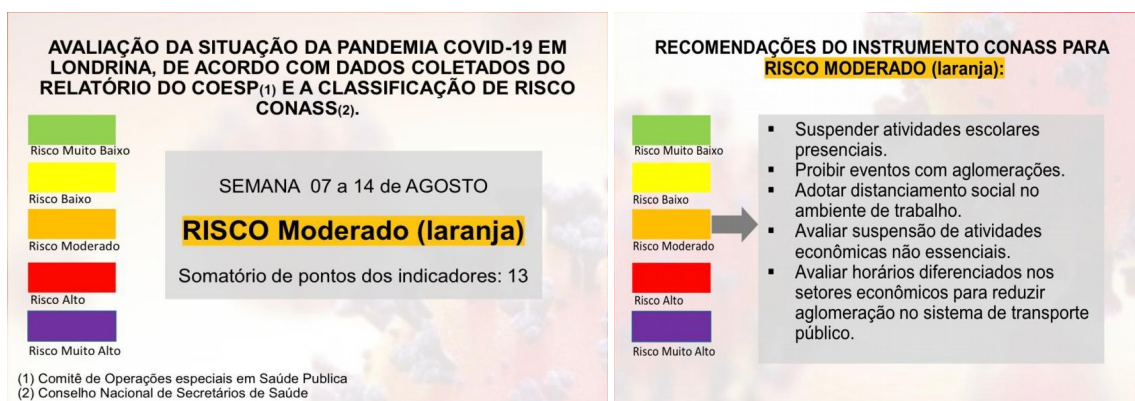 AVALIAÇÃO DA SITUAÇÃO DA PANDEMIA COVID-19 EM
LONDRINA, DE ACORDO COM DADOS COLETADOS DO
RELATÓRIO DO COESP(1) E A CLASSIFICAÇÃO DE RISCO
CONASS(2).
Risco Muito Baixo
Risco Baixo
Risco Moderado
Risco Alto
Risco Muito Alto
SEMANA 07 a 14 de AGOSTO
RISCO Moderado (laranja)
Somatório de pontos dos indicadores: 13
(1) Comitê de Operações especiais em Saúde Publica
(2) Conselho Nacional de Secretários de Saúde
RECOMENDAÇÕES DO INSTRUMENTO CONASS PARA
RISCO MODERADO (laranja):
Risco Muito Baixo
Risco Baixo
Risco Moderado
Risco Alto
Risco Muito Alto
▪ Suspender atividades escolares
presenciais.
▪ Proibir eventos com aglomerações.
▪ Adotar distanciamento social no
ambiente de trabalho.
▪ Avaliar suspensão de atividades
econômicas não essenciais.
▪ Avaliar horários diferenciados nos
setores econômicos para reduzir
aglomeração no sistema de transporte
público.